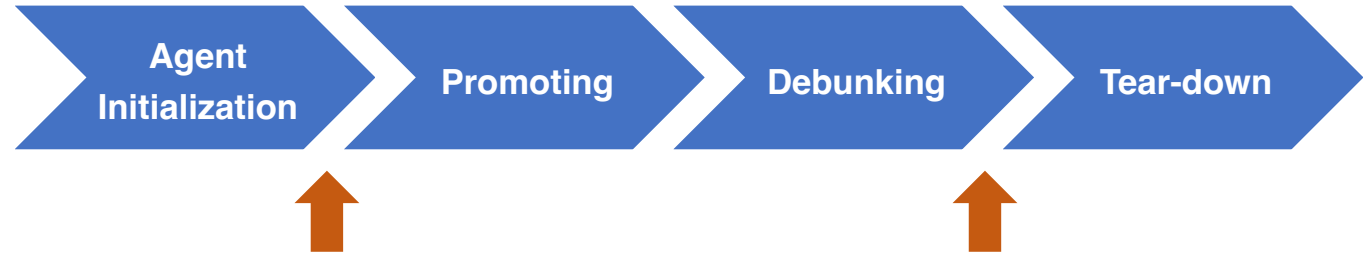 Agent
Initialization
Promoting
Debunking
Tear-down